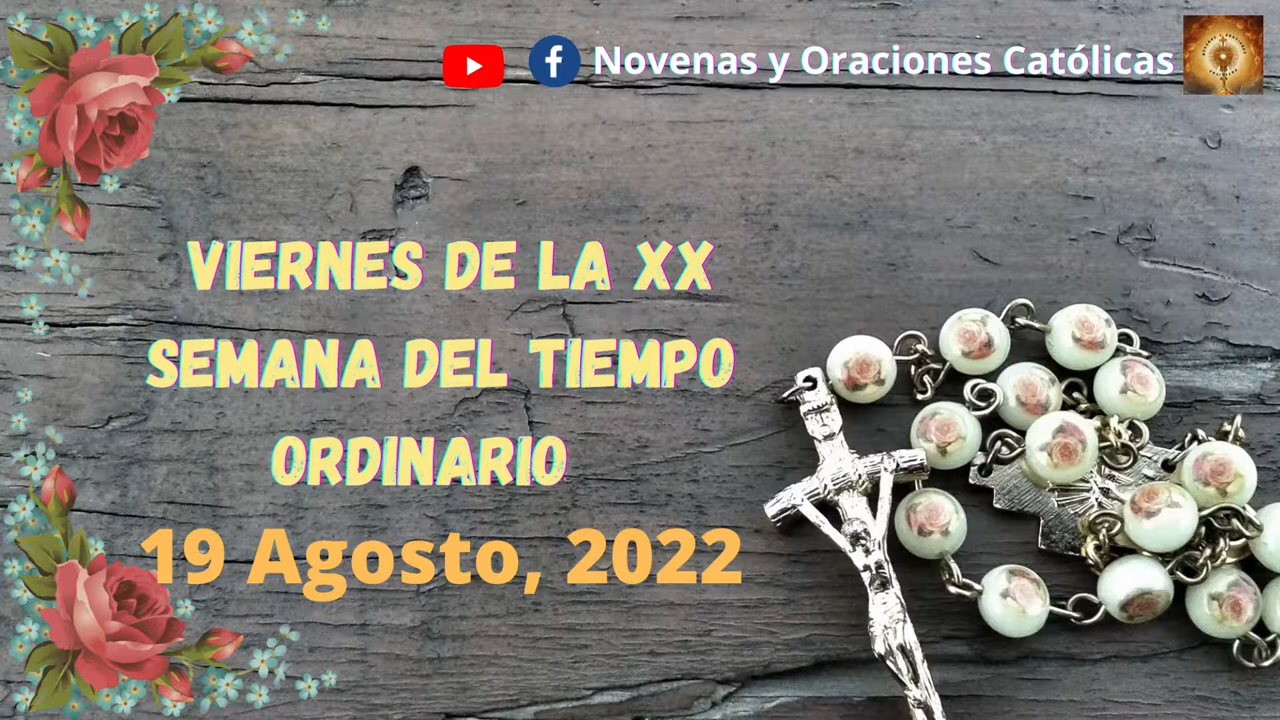 Novenas y Oraciones Católicas
VIERNES DE LA XX
SEMANA DEL TIEMPO
ORDINARIO
19 Agosto, 2022